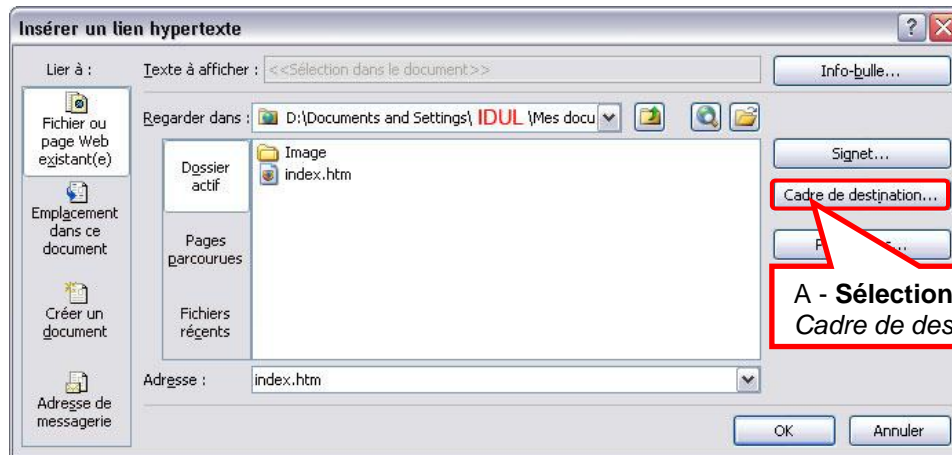 Insérer un lien hypertexte
Lier à :
Texte à afficher : <<Sélection dans le document>>
Info-bulle...
Fichier ou
page Web
existant(e)
Regarder dans : D:\Documents and Settings\ IDUL \Mes docu
Dossier
actif
Image
index.htm
Signet...
Cadre de destination...
Emplacement
dans ce
document
Pages
parcourues
A - Sélection
Cadre de des
Créer un
document
Fichiers
récents
Adresse : index.htm
Adresse de
messagerie
OK
Annuler